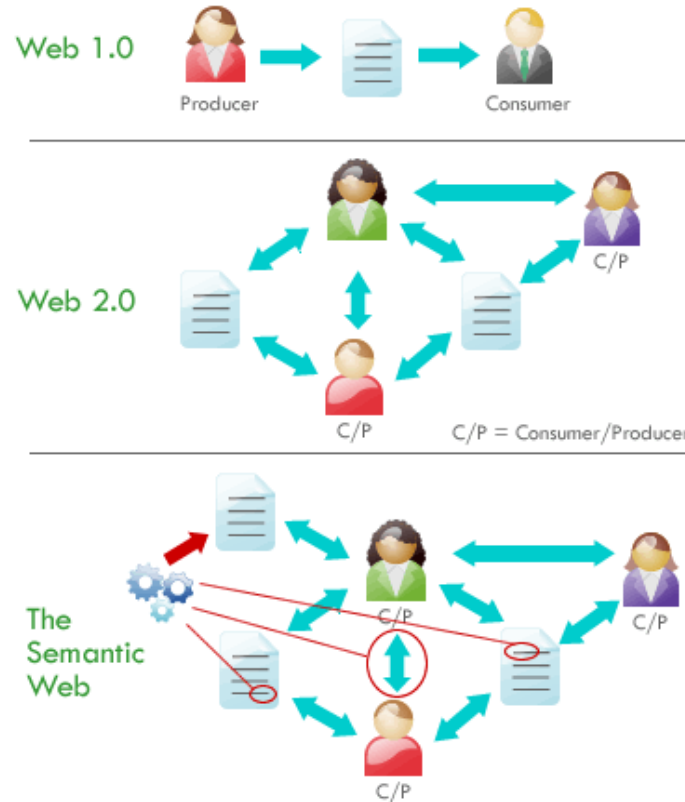 Web 1.0
Producer
Consumer
C/P
Web 2.0
C/P
C/P = Consumer/Producer
C/P
C/P
The
Semantic
Web
C/P